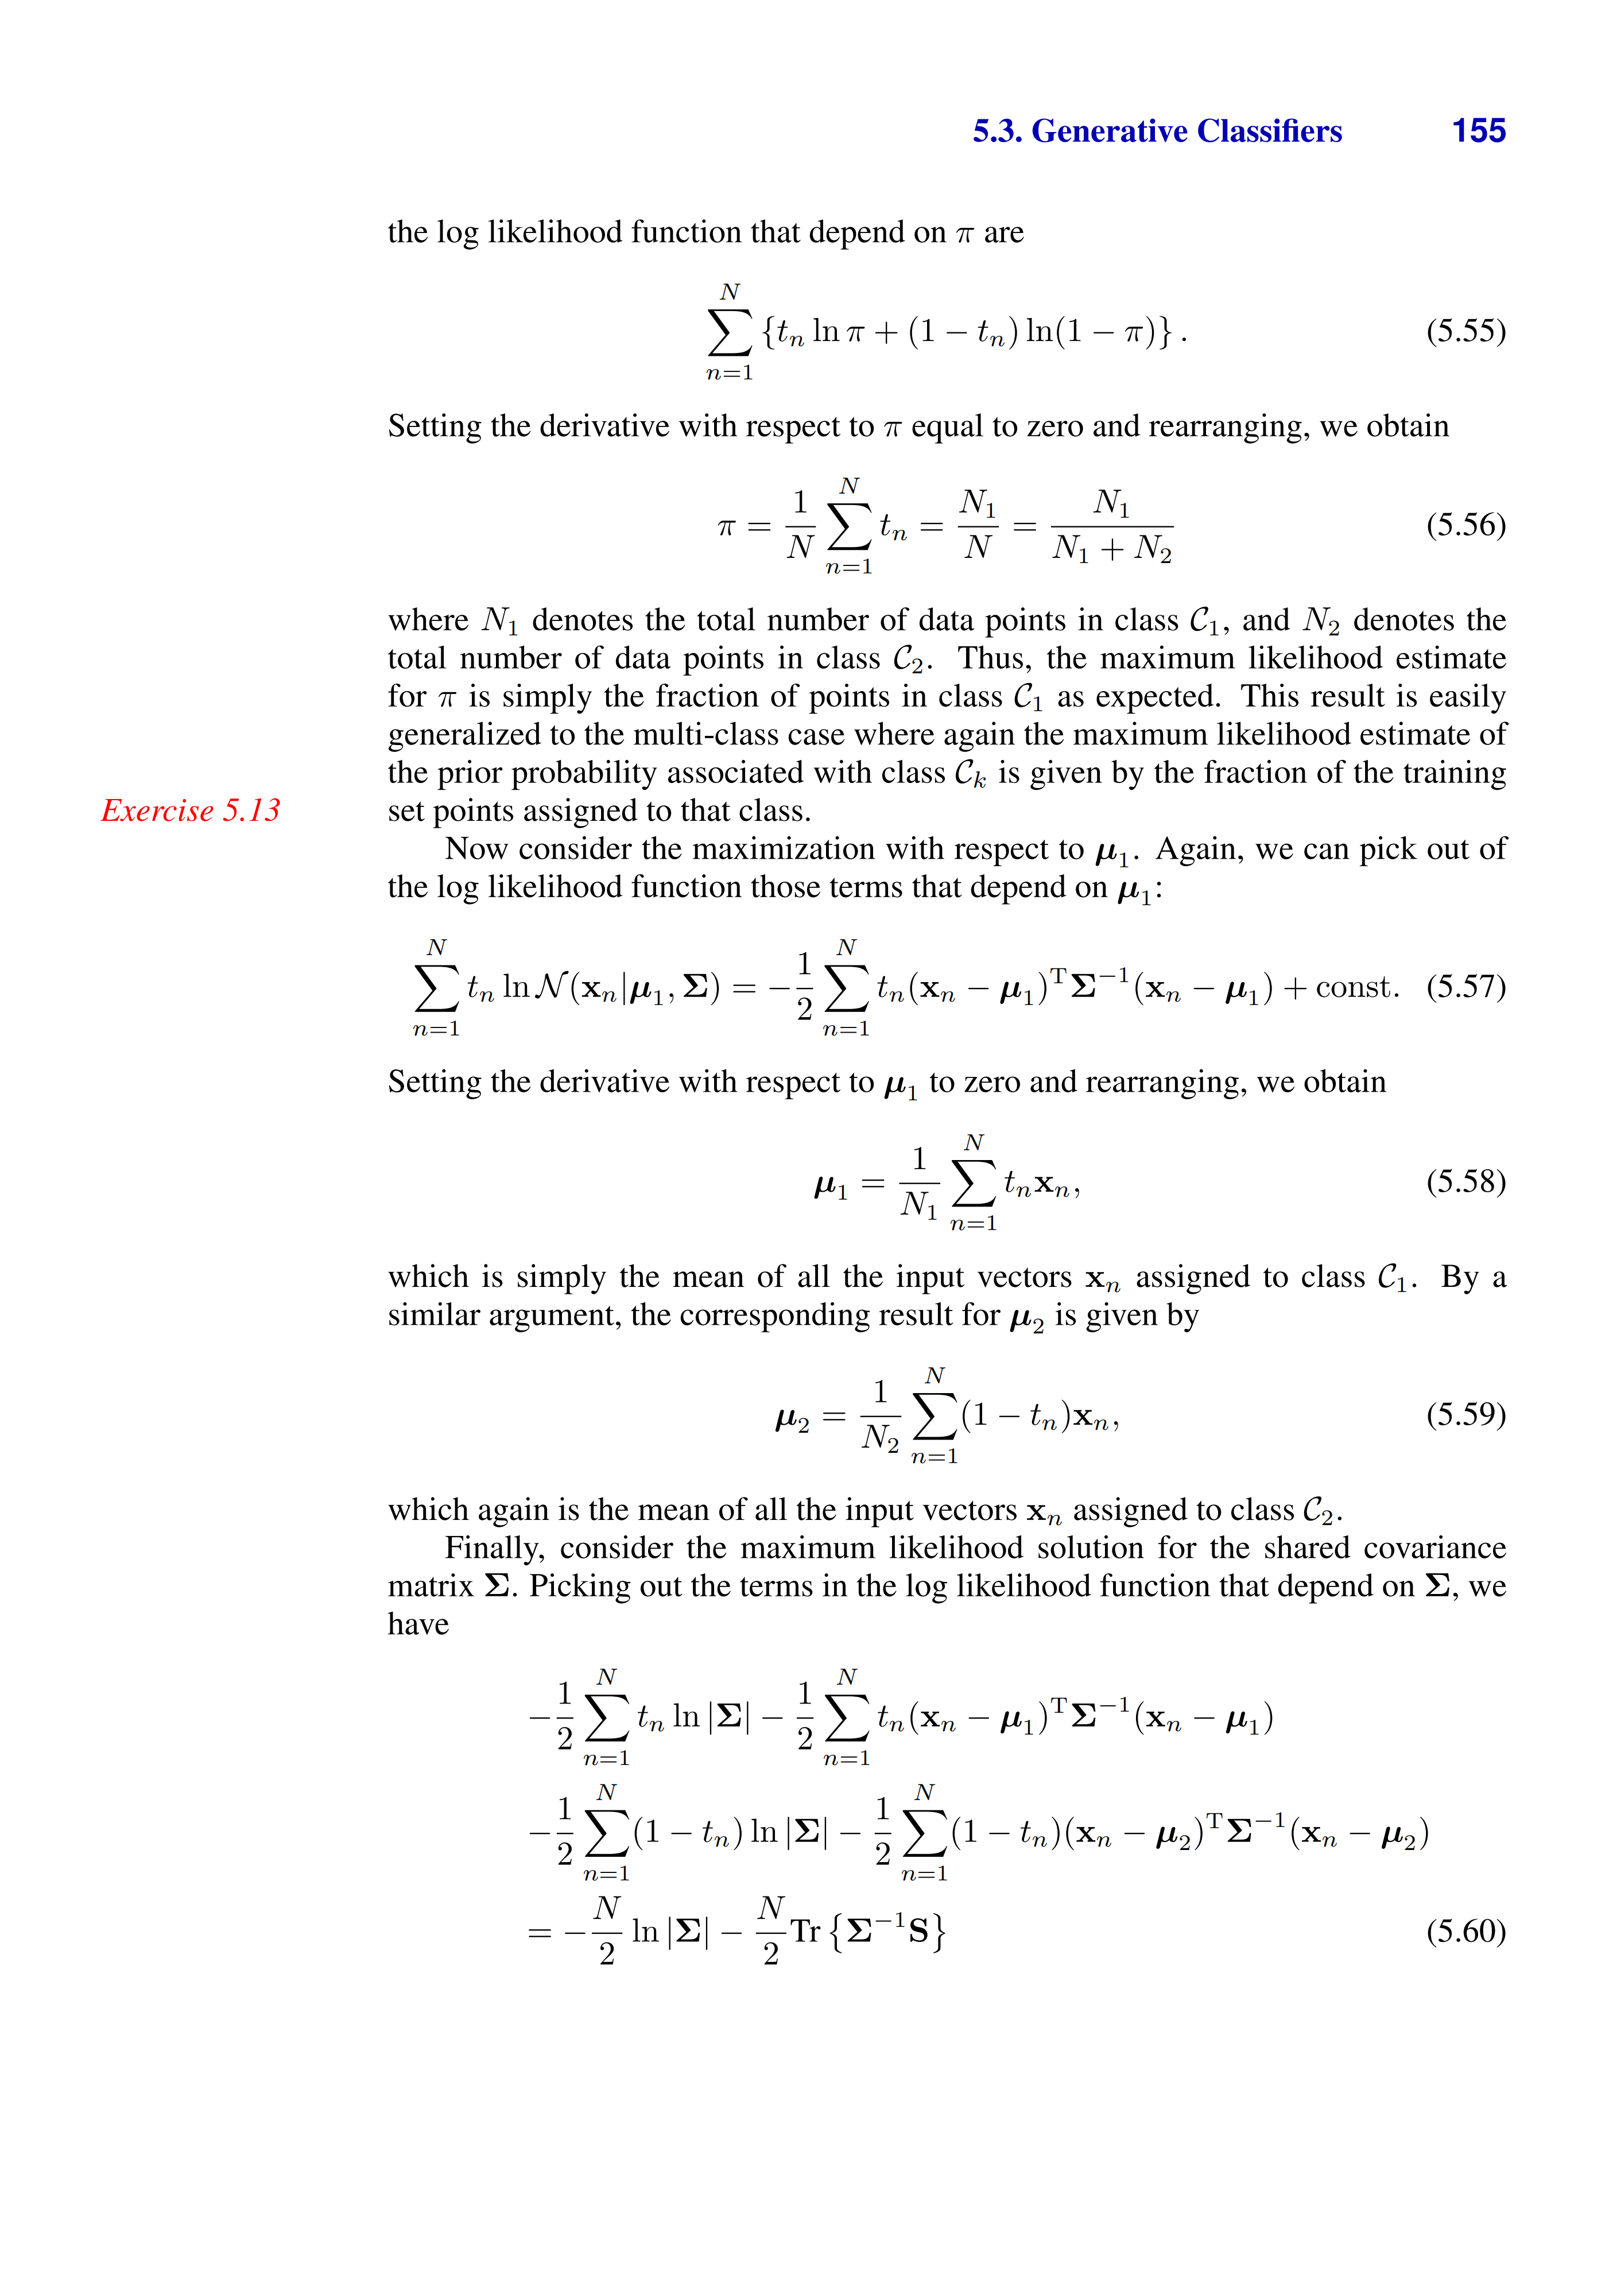 5.3. Generative Classifiers 155
the log likelihood function that depend on π are
$$\sum_{n=1}^{N} \{t_n \ln \pi + (1 - t_n) \ln(1 - \pi)\}. \quad (5.55)$$
Setting the derivative with respect to π equal to zero and rearranging, we obtain
$$\pi = \frac{1}{N} \sum_{n=1}^{N} t_n = \frac{N_1}{N} = \frac{N_1}{N_1 + N_2} \quad (5.56)$$
where $N_1$ denotes the total number of data points in class $\mathcal{C}_1$, and $N_2$ denotes the
total number of data points in class $\mathcal{C}_2$. Thus, the maximum likelihood estimate
for π is simply the fraction of points in class $\mathcal{C}_1$ as expected. This result is easily
generalized to the multi-class case where again the maximum likelihood estimate of
the prior probability associated with class $\mathcal{C}_k$ is given by the fraction of the training
Exercise 5.13 set points assigned to that class.
Now consider the maximization with respect to $\boldsymbol{\mu}_1$. Again, we can pick out of
the log likelihood function those terms that depend on $\boldsymbol{\mu}_1$:
$$\sum_{n=1}^{N} t_n \ln \mathcal{N}(\mathbf{x}_n|\boldsymbol{\mu}_1, \boldsymbol{\Sigma}) = -\frac{1}{2} \sum_{n=1}^{N} t_n (\mathbf{x}_n - \boldsymbol{\mu}_1)^{\mathrm{T}} \boldsymbol{\Sigma}^{-1} (\mathbf{x}_n - \boldsymbol{\mu}_1) + \text{const.} \quad (5.57)$$
Setting the derivative with respect to $\boldsymbol{\mu}_1$ to zero and rearranging, we obtain
$$\boldsymbol{\mu}_1 = \frac{1}{N_1} \sum_{n=1}^{N} t_n \mathbf{x}_n, \quad (5.58)$$
which is simply the mean of all the input vectors $\mathbf{x}_n$ assigned to class $\mathcal{C}_1$. By a
similar argument, the corresponding result for $\boldsymbol{\mu}_2$ is given by
$$\boldsymbol{\mu}_2 = \frac{1}{N_2} \sum_{n=1}^{N} (1 - t_n) \mathbf{x}_n, \quad (5.59)$$
which again is the mean of all the input vectors $\mathbf{x}_n$ assigned to class $\mathcal{C}_2$.
Finally, consider the maximum likelihood solution for the shared covariance
matrix $\boldsymbol{\Sigma}$. Picking out the terms in the log likelihood function that depend on $\boldsymbol{\Sigma}$, we
have
$$-\frac{1}{2} \sum_{n=1}^{N} t_n \ln |\boldsymbol{\Sigma}| - \frac{1}{2} \sum_{n=1}^{N} t_n (\mathbf{x}_n - \boldsymbol{\mu}_1)^{\mathrm{T}} \boldsymbol{\Sigma}^{-1} (\mathbf{x}_n - \boldsymbol{\mu}_1)$$
$$-\frac{1}{2} \sum_{n=1}^{N} (1 - t_n) \ln |\boldsymbol{\Sigma}| - \frac{1}{2} \sum_{n=1}^{N} (1 - t_n) (\mathbf{x}_n - \boldsymbol{\mu}_2)^{\mathrm{T}} \boldsymbol{\Sigma}^{-1} (\mathbf{x}_n - \boldsymbol{\mu}_2)$$
$$= -\frac{N}{2} \ln |\boldsymbol{\Sigma}| - \frac{N}{2} \mathrm{Tr} \left\{ \boldsymbol{\Sigma}^{-1} \mathbf{S} \right\} \quad (5.60)$$